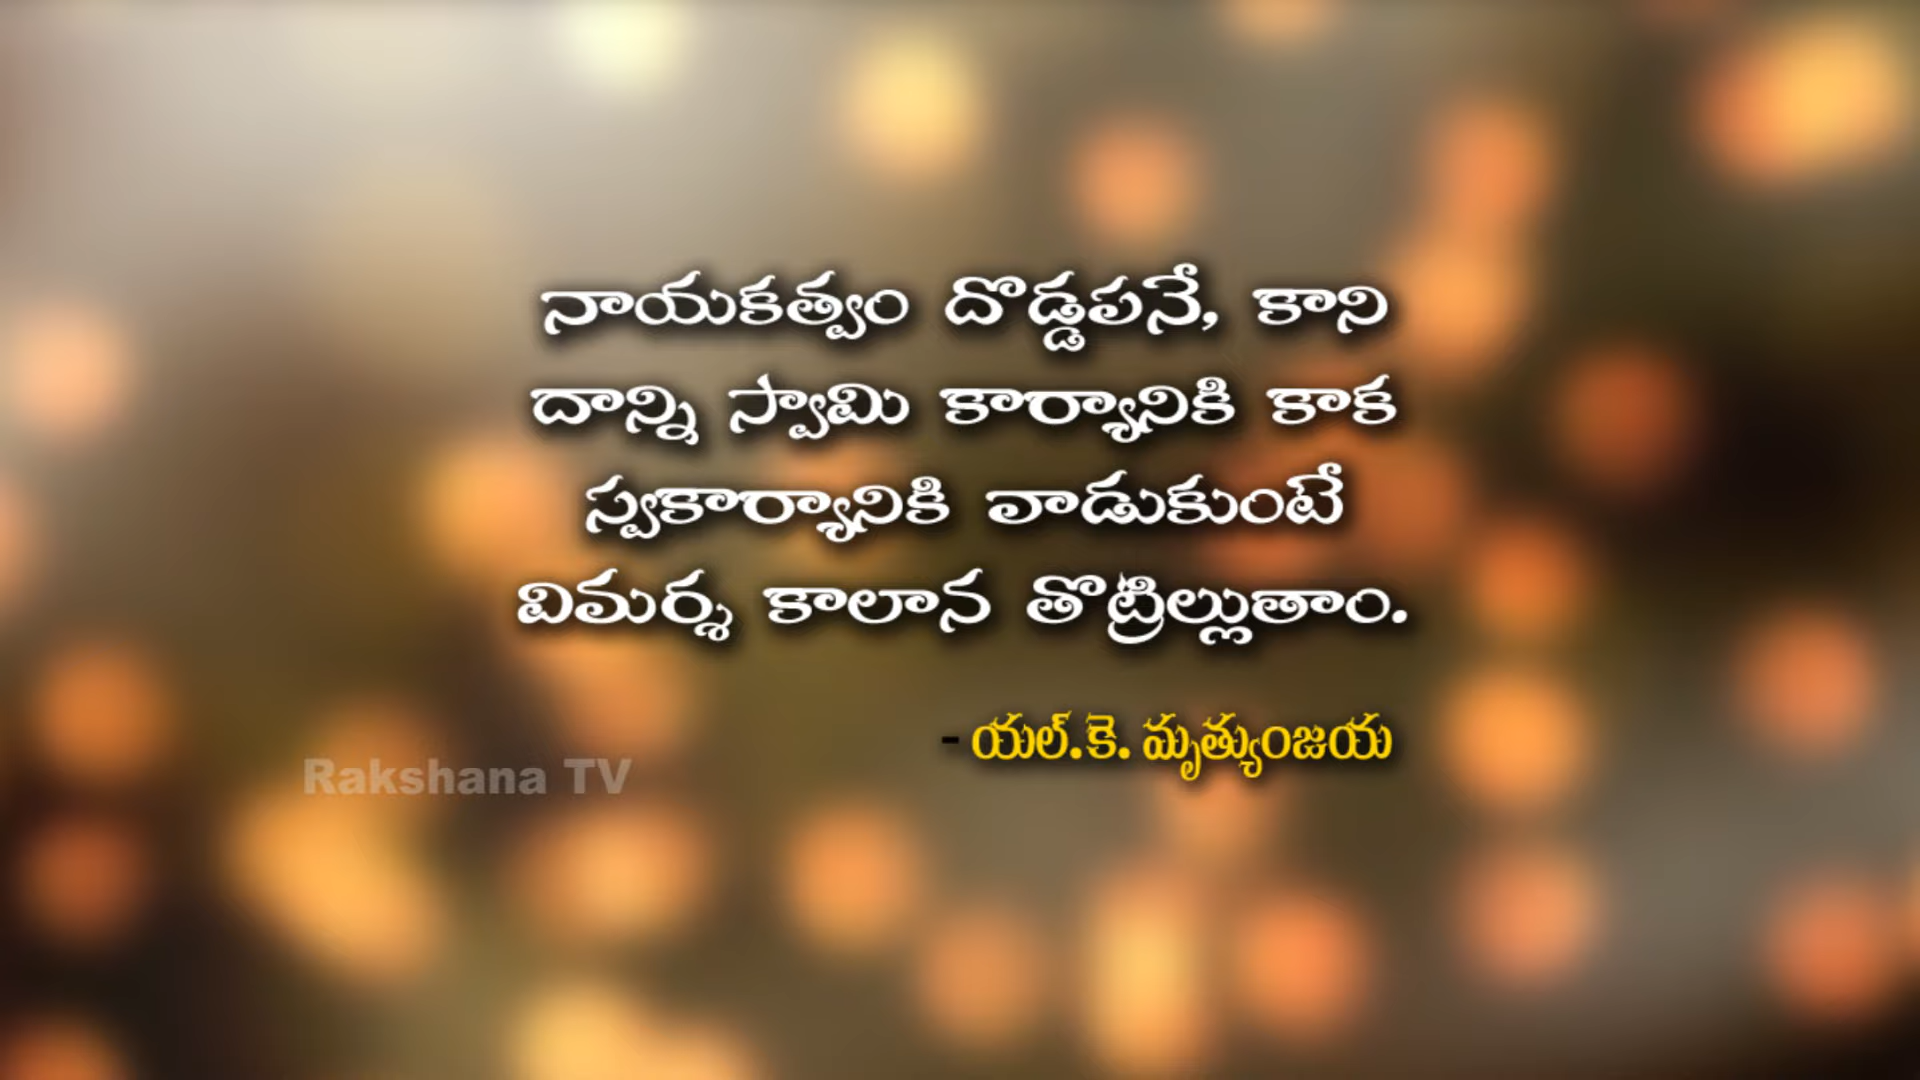 నాయకత్వం దొడ్డపనే, కాని
దాన్ని స్వామి కార్యానికి కాక
స్వకార్యానికి వాడుకుంటే
విమర్శ కాలాన తొట్రిల్లుతాం.
- యల్.కె. మృత్యుంజయ
Rakshana TV